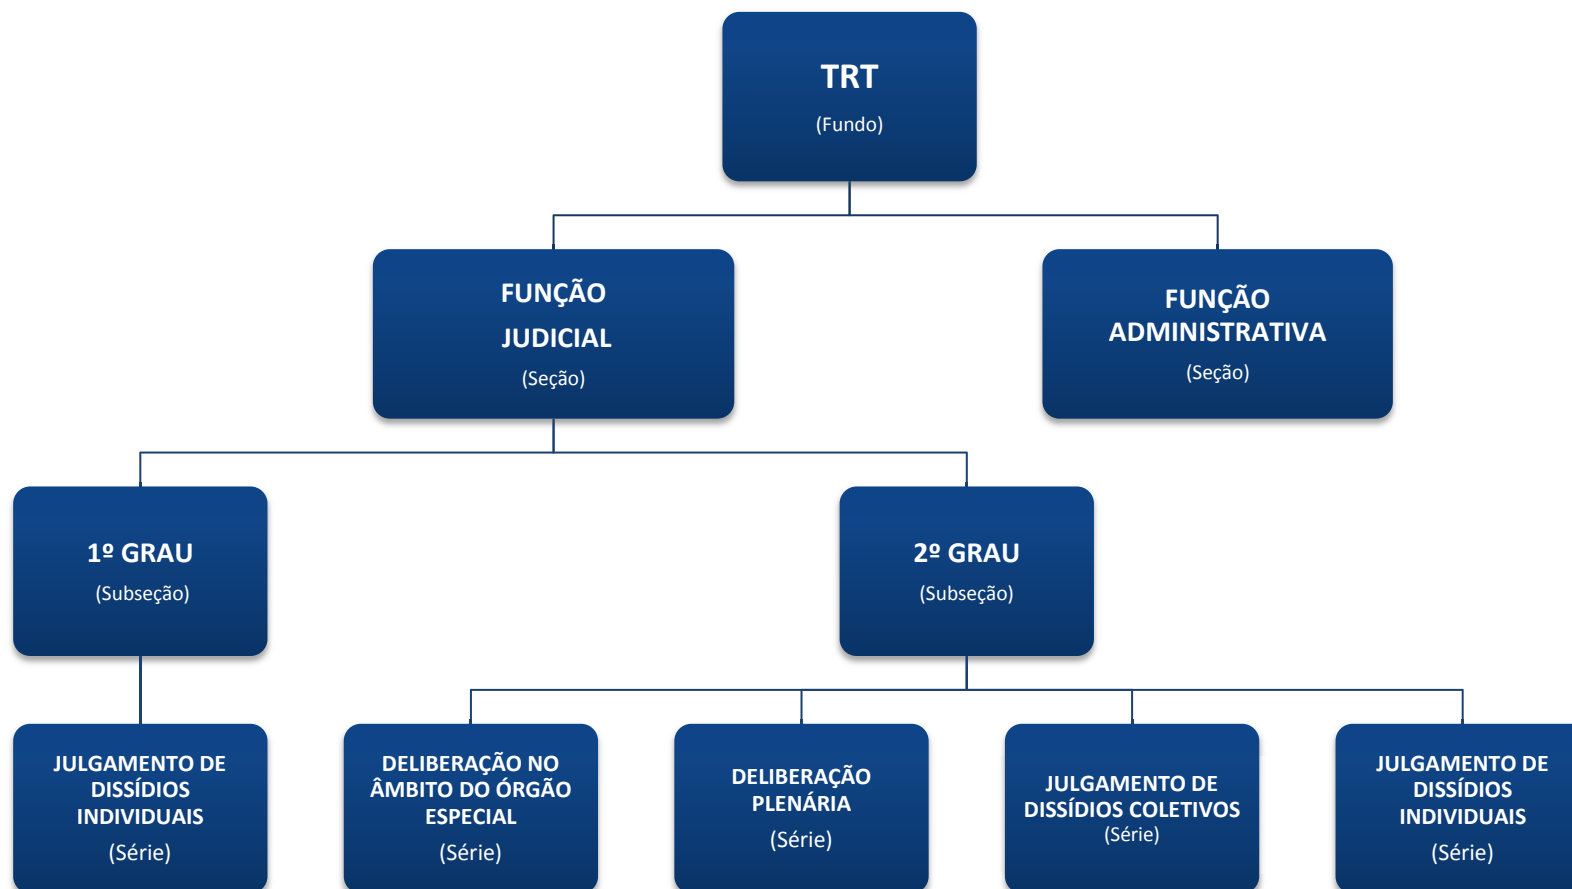 TRT
(Fundo)
FUNÇÃO
JUDICIAL
(Seção)
FUNÇÃO
ADMINISTRATIVA
(Seção)
1º GRAU
(Subseção)
2º GRAU
(Subseção)
JULGAMENTO DE
DISSÍDIOS
INDIVIDUAIS
(Série)
DELIBERAÇÃO NO
ÂMBITO DO ÓRGÃO
ESPECIAL
(Série)
DELIBERAÇÃO
PLENÁRIA
(Série)
JULGAMENTO DE
DISSÍDIOS COLETIVOS
(Série)
JULGAMENTO DE
DISSÍDIOS
INDIVIDUAIS
(Série)